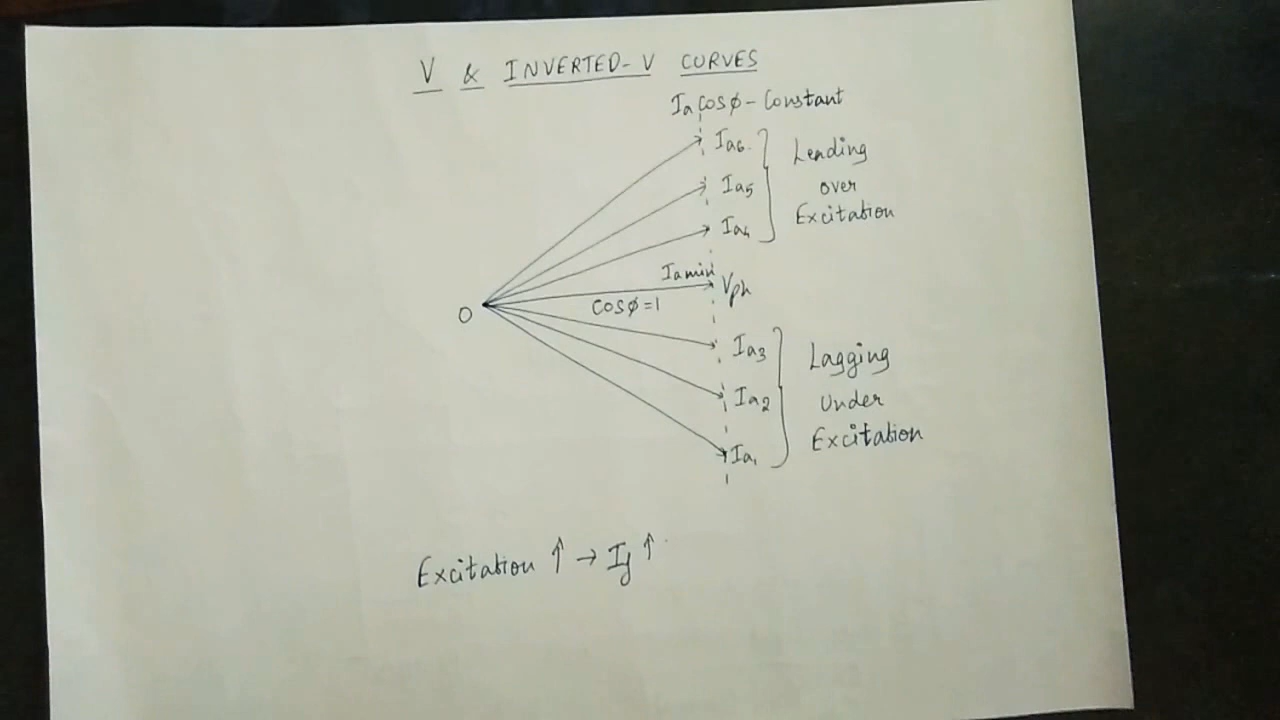 V & INVERTED-V CURVES
Ia Cosφ - Constant
Ia6.
Leading
Ia5
over
Ia4
Excitation
Iamin
Vph
O
Cosφ=1
Ia3
Lagging
Ia2
Under
Excitation
Ia1
Excitation ↑ → If ↑